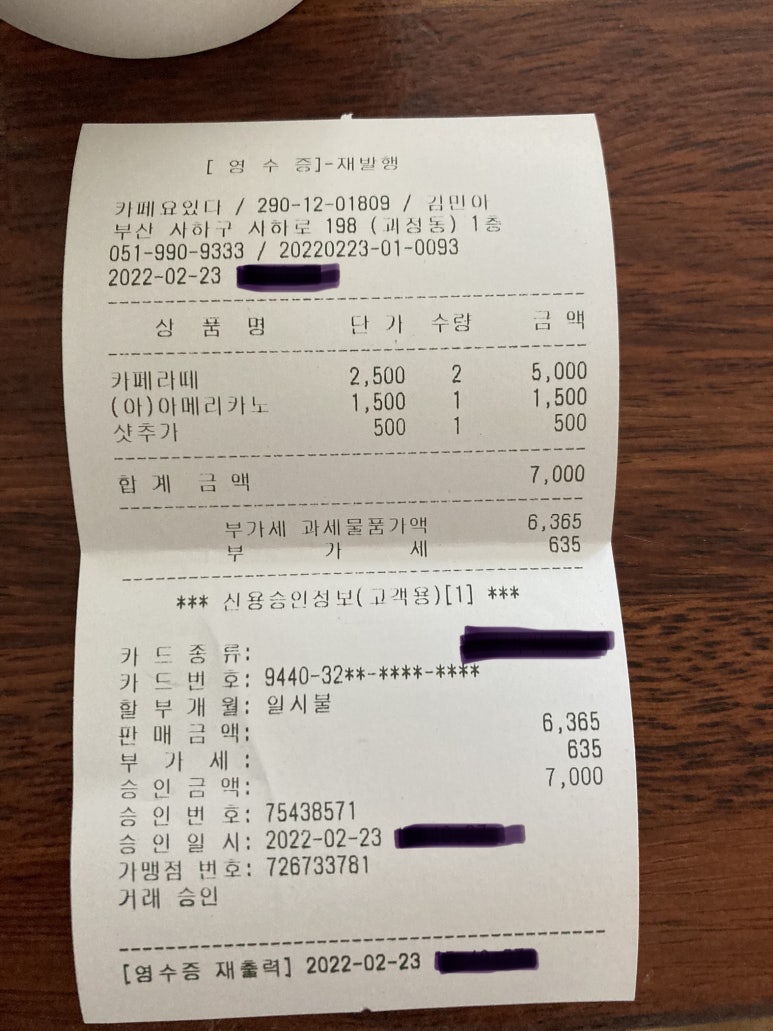 [ 영 수 증]-재발행
카페요있다 / 290-12-01809 / 김민아
부산 사하구 사하로 198 (괴정동) 1층
051-990-9333 / 20220223-01-0093
2022-02-23
상 품 명 단 가 수량 금 액
카페라떼 2,500 2 5,000
(아)아메리카노 1,500 1 1,500
샷추가 500 1 500
합 계 금 액 7,000
부가세 과세물품가액 6,365
부 가 세 635
*** 신용승인정보(고객용)[1] ***
카 드 종 류:
카 드 번 호: 9440-32**-****-****
할 부 개 월: 일시불
판 매 금 액: 6,365
부 가 세 : 635
승 인 금 액: 7,000
승 인 번 호: 75438571
승 인 일 시: 2022-02-23
가맹점 번호: 726733781
거래 승인
[영수증 재출력] 2022-02-23